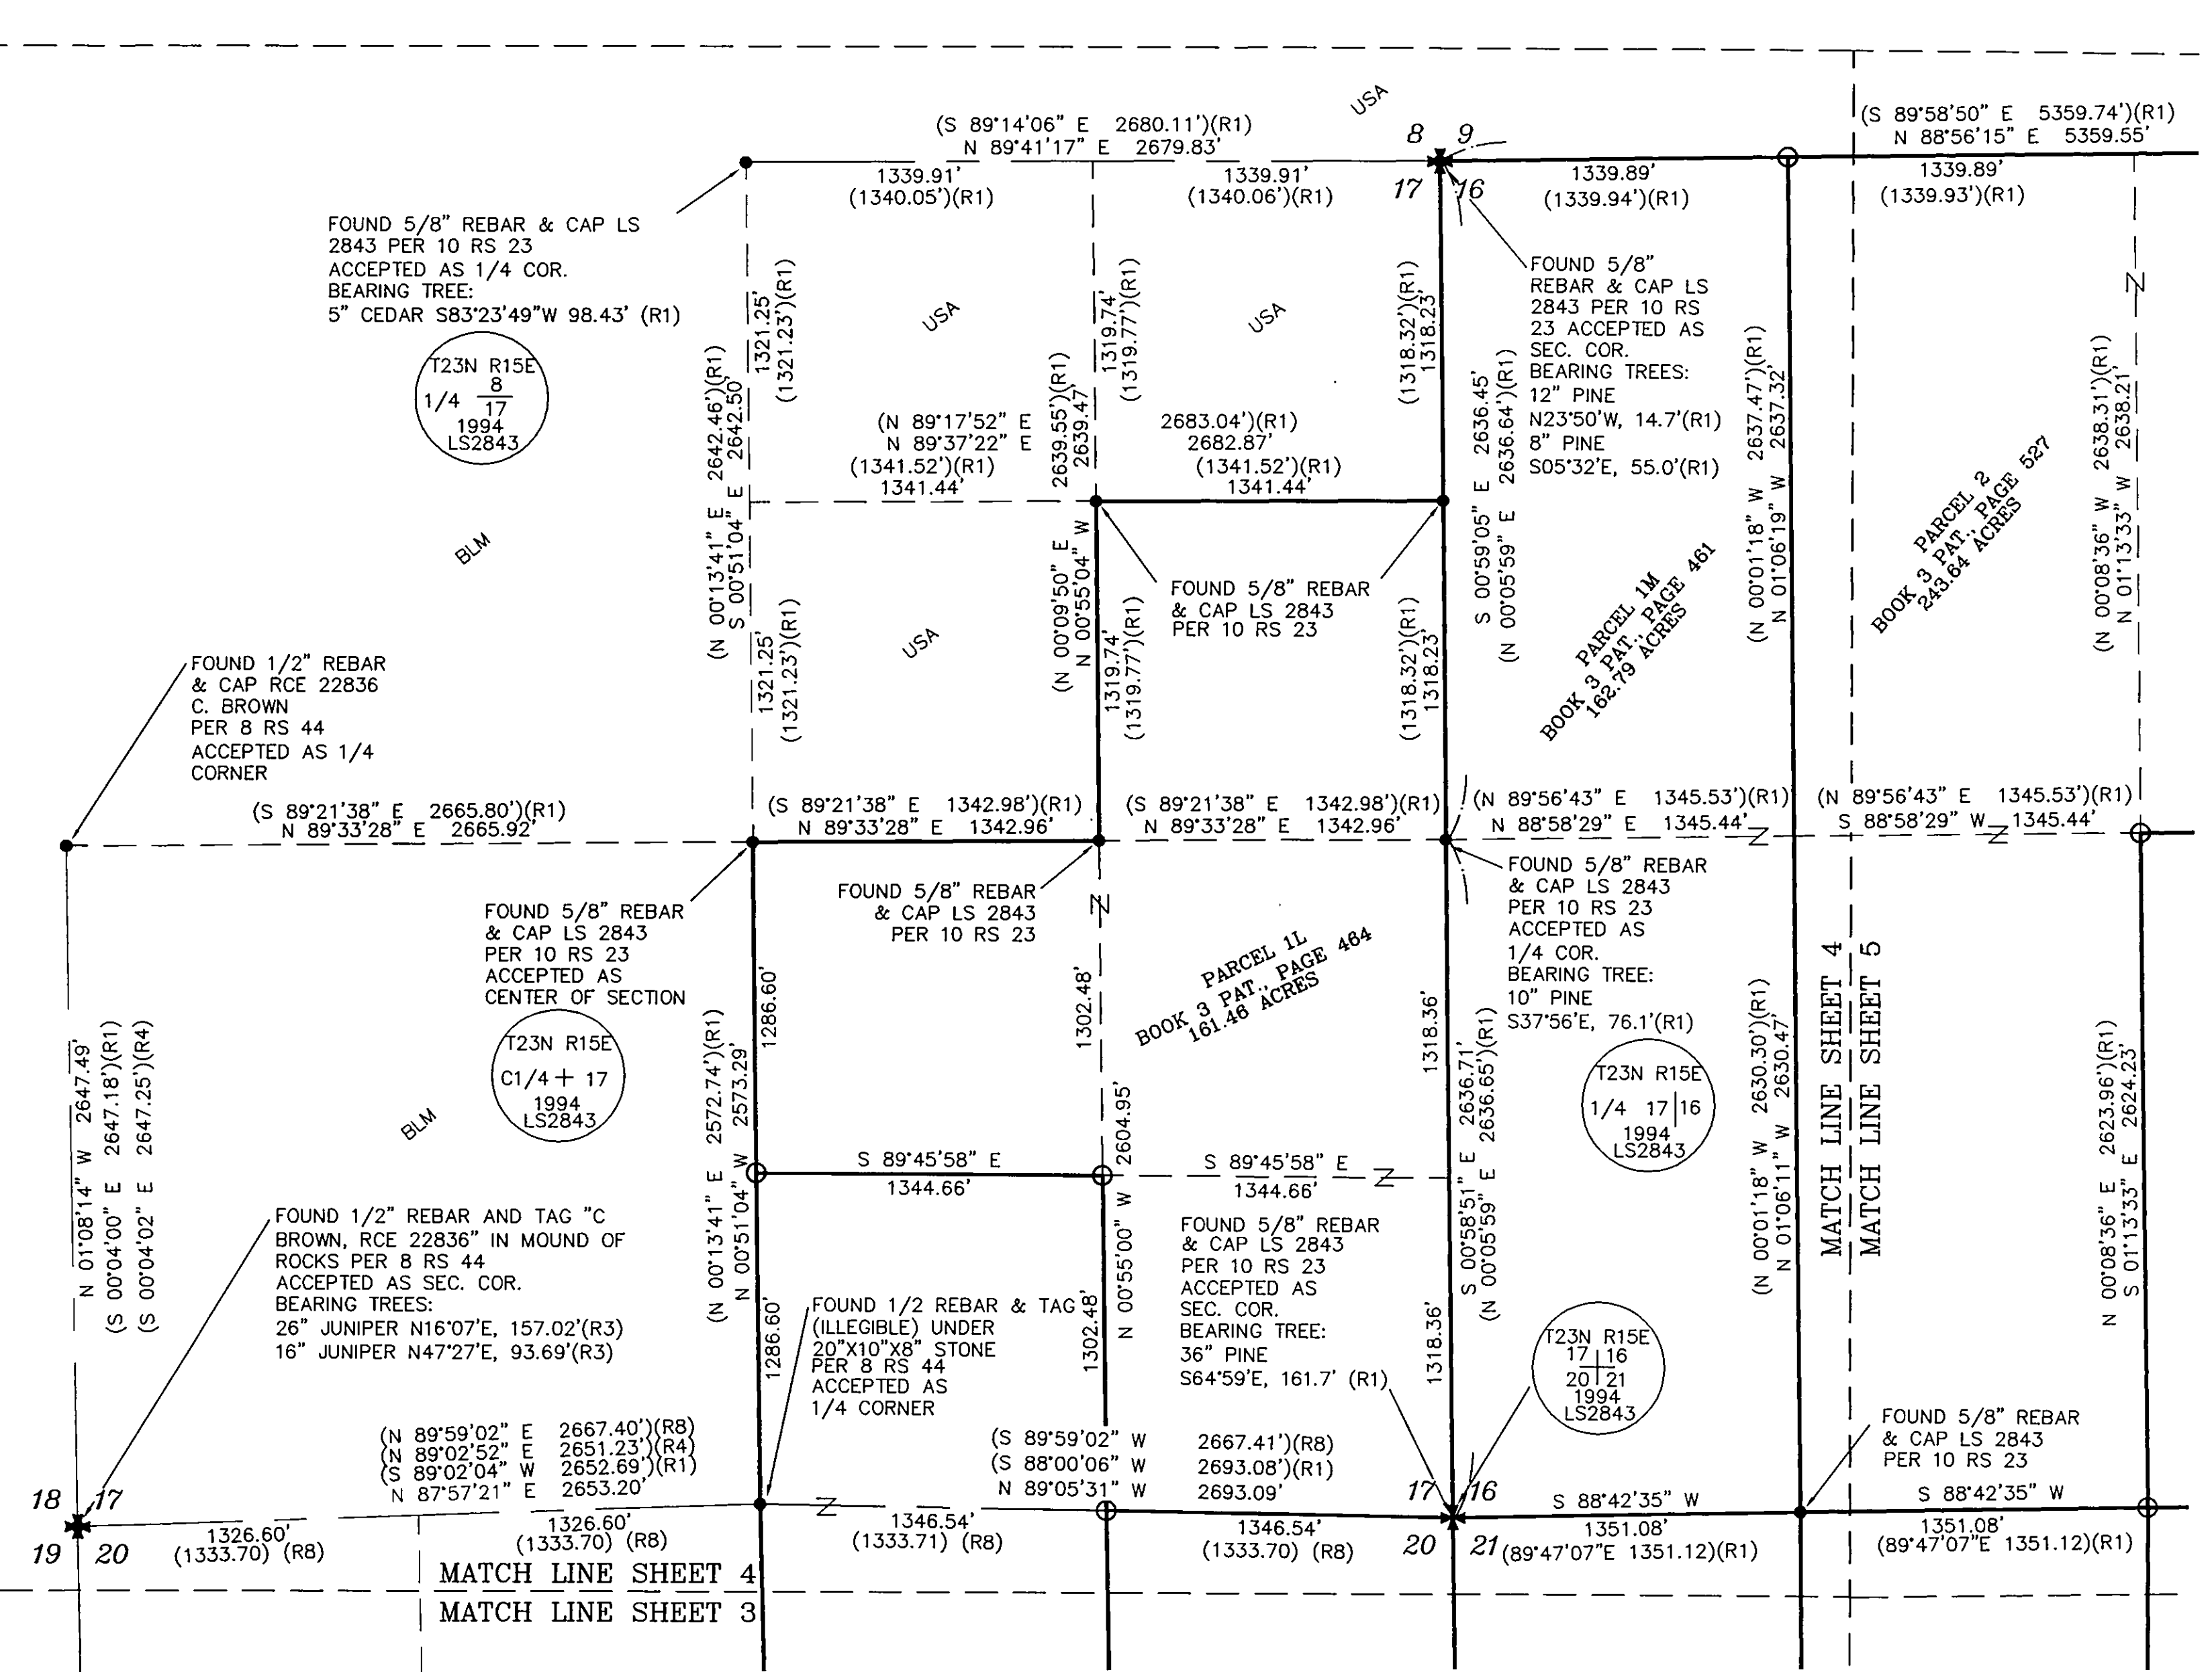 USA
(S 89°14'06" E 2680.11')(R1)
N 89°41'17" E 2679.83'
8 9
(S 89°58'50" E 5359.74')(R1)
N 88°56'15" E 5359.55'
1339.91'
(1340.05')(R1)
1339.91'
(1340.06')(R1)
17 16
1339.89'
(1339.94')(R1)
1339.89'
(1339.93')(R1)
FOUND 5/8" REBAR & CAP LS
2843 PER 10 RS 23
ACCEPTED AS 1/4 COR.
BEARING TREE:
5" CEDAR S83°23'49"W 98.43' (R1)
T23N R15E
1/4 8
17
1994
LS2843
1321.25'
(1321.23')(R1)
USA
1319.74'
(1319.77')(R1)
USA
(1318.32')(R1)
1318.23'
FOUND 5/8"
REBAR & CAP LS
2843 PER 10 RS
23 ACCEPTED AS
SEC. COR.
BEARING TREES:
12" PINE
N23°50'W, 14.7'(R1)
8" PINE
S05°32'E, 55.0'(R1)
(N 00°13'41" E 2642.46')(R1)
S 00°51'04" E 2642.50'
(N 89°17'52" E 2683.04')(R1)
N 89°37'22" E 2682.87'
(1341.52')(R1)
1341.44'
(1341.52')(R1)
1341.44'
(N 00°09'50" E 2639.55')(R1)
N 00°55'04" W 2639.47'
S 00°59'05" E 2636.45'
(N 00°05'59" E 2636.64')(R1)
(N 00°01'18" W 2637.47')(R1)
N 01°06'19" W 2637.32'
(N 00°08'36" W 2638.31')(R1)
N 01°13'33" W 2638.21'
PARCEL 2
BOOK 3 PAT., PAGE 527
243.64 ACRES
PARCEL 1M
BOOK 3 PAT., PAGE 461
162.79 ACRES
BLM
USA
FOUND 5/8" REBAR
& CAP LS 2843
PER 10 RS 23
1321.25'
(1321.23')(R1)
1319.74'
(1319.77')(R1)
(1318.32')(R1)
1318.23'
FOUND 1/2" REBAR
& CAP RCE 22836
C. BROWN
PER 8 RS 44
ACCEPTED AS 1/4
CORNER
(S 89°21'38" E 2665.80')(R1)
N 89°33'28" E 2665.92'
(S 89°21'38" E 1342.98')(R1)
N 89°33'28" E 1342.96'
(S 89°21'38" E 1342.98')(R1)
N 89°33'28" E 1342.96'
(N 89°56'43" E 1345.53')(R1)
N 88°58'29" E 1345.44'
(N 89°56'43" E 1345.53')(R1)
S 88°58'29" W 1345.44'
FOUND 5/8" REBAR
& CAP LS 2843
PER 10 RS 23
ACCEPTED AS
CENTER OF SECTION
FOUND 5/8" REBAR
& CAP LS 2843
PER 10 RS 23
FOUND 5/8" REBAR
& CAP LS 2843
PER 10 RS 23
ACCEPTED AS
1/4 COR.
BEARING TREE:
10" PINE
S37°56'E, 76.1'(R1)
PARCEL 1L
BOOK 3 PAT., PAGE 464
161.46 ACRES
T23N R15E
C1/4 17
1994
LS2843
T23N R15E
1/4 17 16
1994
LS2843
MATCH LINE SHEET 4
MATCH LINE SHEET 5
BLM
N 01°08'14" W 2647.49'
(S 00°04'00" E 2647.18')(R1)
(S 00°04'02" E 2647.25')(R4)
(N 00°13'41" E 2572.74')(R1)
N 00°51'04" W 2573.29'
1286.60'
1302.48'
1318.36'
S 89°45'58" E
1344.66'
S 89°45'58" E
1344.66'
N 00°55'00" W 2604.95'
S 00°58'51" E 2636.71'
(N 00°05'59" E 2636.65')(R1)
(N 00°01'18" W 2630.30')(R1)
N 01°06'11" W 2630.47'
N 00°08'36" E 2623.96')(R1)
S 01°13'33" E 2624.23'
FOUND 1/2" REBAR AND TAG "C
BROWN, RCE 22836" IN MOUND OF
ROCKS PER 8 RS 44
ACCEPTED AS SEC. COR.
BEARING TREES:
26" JUNIPER N16°07'E, 157.02'(R3)
16" JUNIPER N47°27'E, 93.69'(R3)
1286.60'
FOUND 1/2 REBAR & TAG
(ILLEGIBLE) UNDER
20"X10"X8" STONE
PER 8 RS 44
ACCEPTED AS
1/4 CORNER
1302.48'
FOUND 5/8" REBAR
& CAP LS 2843
PER 10 RS 23
ACCEPTED AS
SEC. COR.
BEARING TREE:
36" PINE
S64°59'E, 161.7' (R1)
1318.36'
T23N R15E
17 16
20 21
1994
LS2843
FOUND 5/8" REBAR
& CAP LS 2843
PER 10 RS 23
(N 89°59'02" E 2667.40')(R8)
(N 89°02'52" E 2651.23')(R4)
(S 89°02'04" W 2652.69')(R1)
N 87°57'21" E 2653.20'
(S 89°59'02" W 2667.41')(R8)
(S 88°00'06" W 2693.08')(R1)
N 89°05'31" W 2693.09'
18 17
17 16
S 88°42'35" W
S 88°42'35" W
19 20
1326.60'
(1333.70) (R8)
1326.60'
(1333.70) (R8)
1346.54'
(1333.71) (R8)
1346.54'
(1333.70) (R8)
20 21
1351.08'
(89°47'07"E 1351.12)(R1)
1351.08'
(89°47'07"E 1351.12)(R1)
MATCH LINE SHEET 4
MATCH LINE SHEET 3